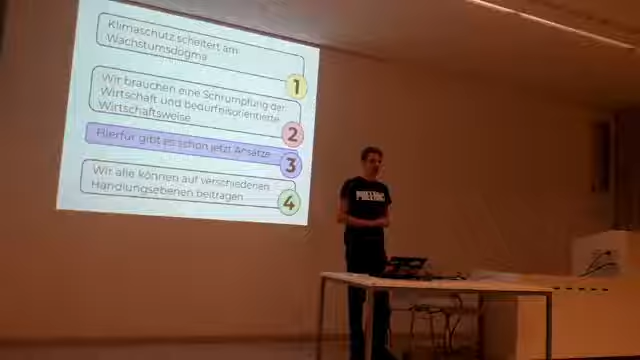 Klimaschutz scheitert am
Wachstumsdogma
1
Wir brauchen eine Schrumpfung der
Wirtschaft und bedürfnisorientierte
Wirtschaftsweise
2
Hierfür gibt es schon jetzt Ansätze
3
Wir alle können auf verschiedenen
Handlungsebenen beitragen
4